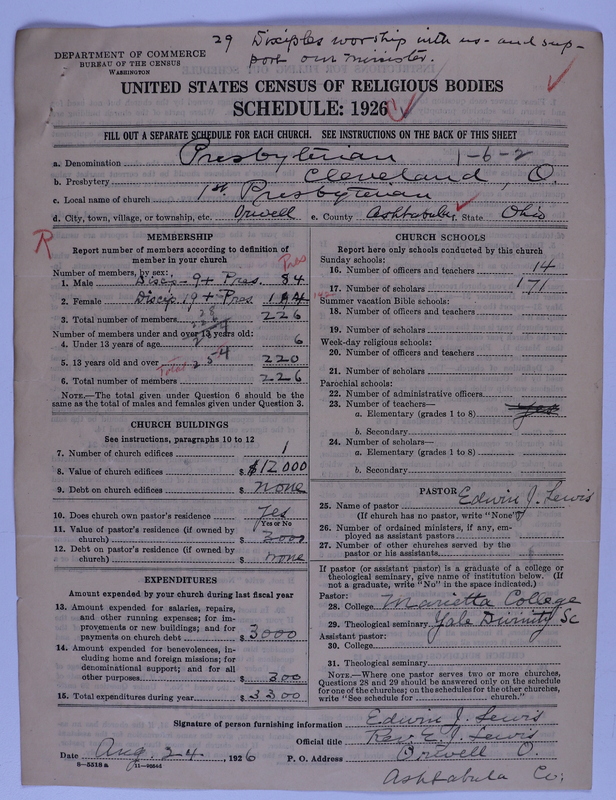 29 Disciples worship with us - and sup-
port our minister.
DEPARTMENT OF COMMERCE
BUREAU OF THE CENSUS
WASHINGTON
UNITED STATES CENSUS OF RELIGIOUS BODIES
SCHEDULE: 1926
FILL OUT A SEPARATE SCHEDULE FOR EACH CHURCH. SEE INSTRUCTIONS ON THE BACK OF THIS SHEET
a. Denomination Presbyterian 1-6-2
b. Presbytery Cleveland, O.
c. Local name of church 1st Presbyterian
d. City, town, village, or township, etc. Orwell e. County Ashtabula State Ohio
R
MEMBERSHIP
Report number of members according to definition of
member in your church
Number of members, by sex: Pres
1. Male Discip- 9 + Pres. 84
2. Female Discip. 19 + Pres. 144
3. Total number of members 226
28
Number of members under and over 13 years old:
4. Under 13 years of age 6
5. 13 years old and over Total 254 220
6. Total number of members 226
NOTE.—The total given under Question 6 should be
same as the total of males and females given under Question 3.
CHURCH BUILDINGS
See instructions, paragraphs 10 to 12
7. Number of church edifices 1
8. Value of church edifices $12000
9. Debt on church edifices $ none
10. Does church own pastor's residence yes
Yes or No
11. Value of pastor's residence (if owned by
church) $ 3000
12. Debt on pastor's residence (if owned by
church) $ none
EXPENDITURES
Amount expended by your church during last fiscal year
13. Amount expended for salaries, repairs,
and other running expenses; for im-
provements or new buildings; and for
payments on church debt $ 3000
14. Amount expended for benevolences, in-
cluding home and foreign missions; for
denominational support; and for all
other purposes $ 300
15. Total expenditures during year $ 3300
CHURCH SCHOOLS
Report here only schools conducted by this church
Sunday schools:
16. Number of officers and teachers 14
17. Number of scholars 171
Summer vacation Bible schools:
18. Number of officers and teachers
19. Number of scholars
Week-day religious schools:
20. Number of officers and teachers
21. Number of scholars
Parochial schools:
22. Number of administrative officers
23. Number of teachers—
a. Elementary (grades 1 to 8) yes
b. Secondary
24. Number of scholars—
a. Elementary (grades 1 to 8)
b. Secondary
PASTOR
25. Name of pastor Edwin J. Lewis
(If church has no pastor, write "None")
26. Number of ordained ministers, if any, em-
ployed as assistant pastors
27. Number of other churches served by the
pastor or his assistants
If pastor (or assistant pastor) is a graduate of a college or
theological seminary, give name of institution below. (If
not a graduate, write "No" in the space indicated.)
Pastor:
28. College Marietta College
29. Theological seminary Yale Divinity Sc
Assistant pastor:
30. College
31. Theological seminary
NOTE.—Where one pastor serves two or more churches,
Questions 28 and 29 should be answered only on the schedule
for one of the churches; on the schedules for the other churches,
write "See schedule for church."
Signature of person furnishing information Edwin J. Lewis
Official title Rev. E. J. Lewis
Date Aug. 24, 1926 P. O. Address Orwell O.
8—5518 a
Ashtabula Co.